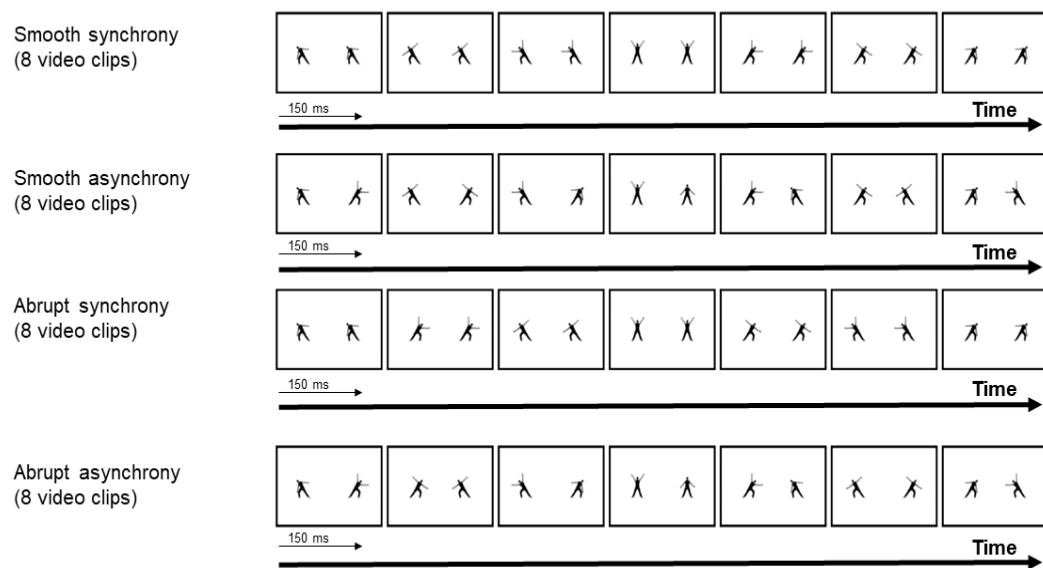 Smooth synchrony
(8 video clips)
150 ms
Time
Smooth asynchrony
(8 video clips)
150 ms
Time
Abrupt synchrony
(8 video clips)
150 ms
Time
Abrupt asynchrony
(8 video clips)
150 ms
Time